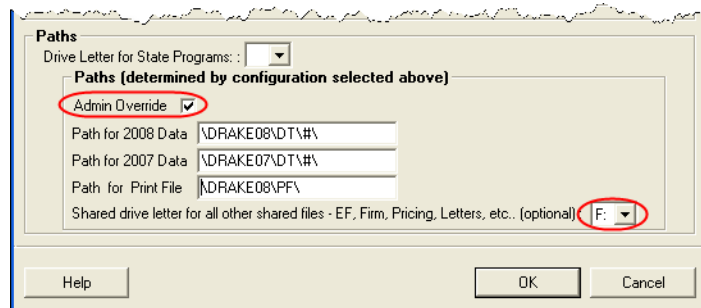 Paths
Drive Letter for State Programs: :
Paths (determined by configuration selected above)
Admin Override
Path for 2008 Data \DRAKE08\DT\#\
Path for 2007 Data \DRAKE07\DT\#\
Path for Print File \DRAKE08\PF\
Shared drive letter for all other shared files - EF, Firm, Pricing, Letters, etc.. (optional): F:
Help OK Cancel